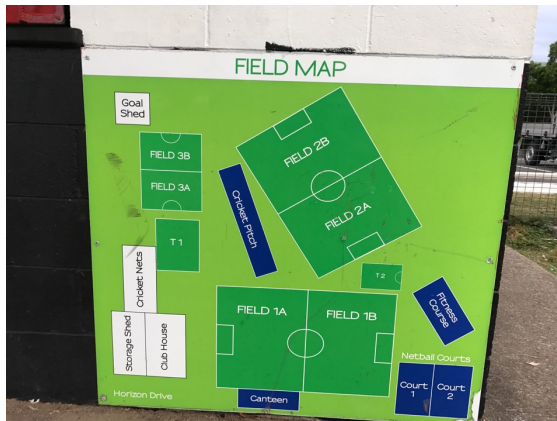 FIELD MAP
Goal
Shed
FIELD 3B
FIELD 3A
FIELD 2B
FIELD 2A
Cricket Pitch
T 1
T 2
Cricket Nets
Storage Shed
Club House
FIELD 1A
FIELD 1B
Fitness
Course
Netball Courts
Court
1
Court
2
Canteen
Horizon Drive